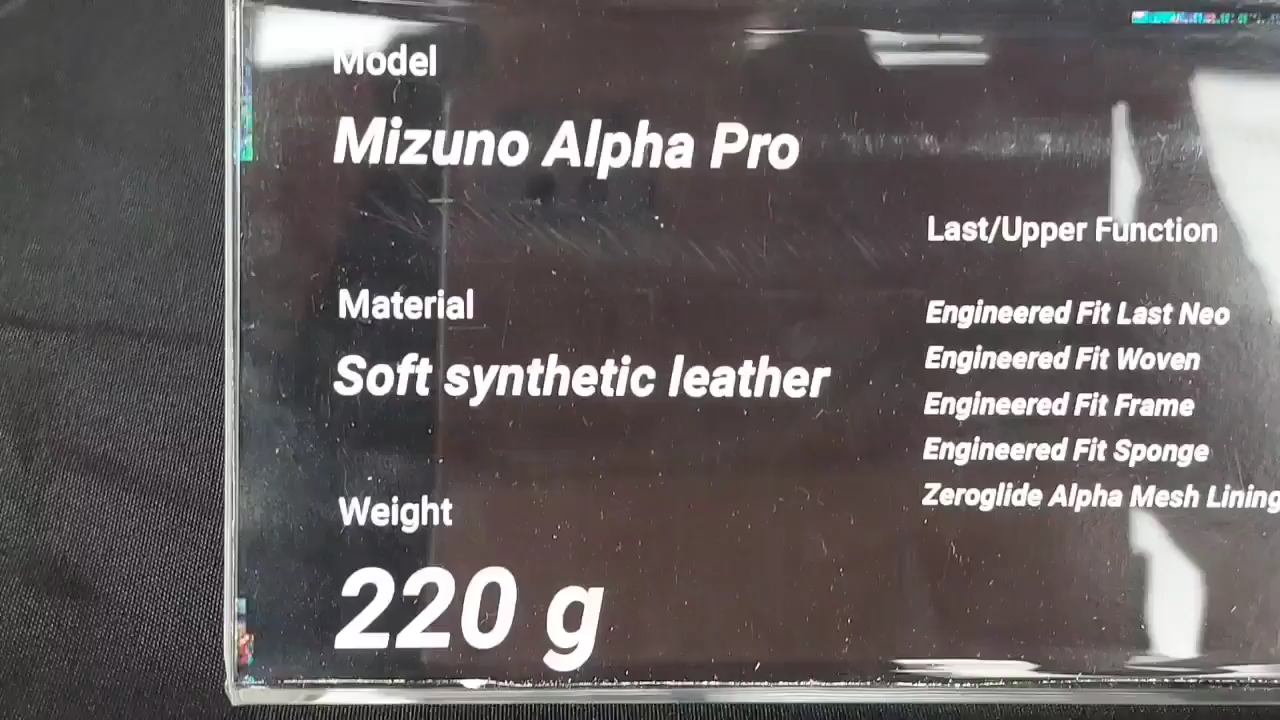 Model
Mizuno Alpha Pro
Material
Soft synthetic leather
Weight
220 g
Last/Upper Function
Engineered Fit Last Neo
Engineered Fit Woven
Engineered Fit Frame
Engineered Fit Sponge
Zeroglide Alpha Mesh Lining